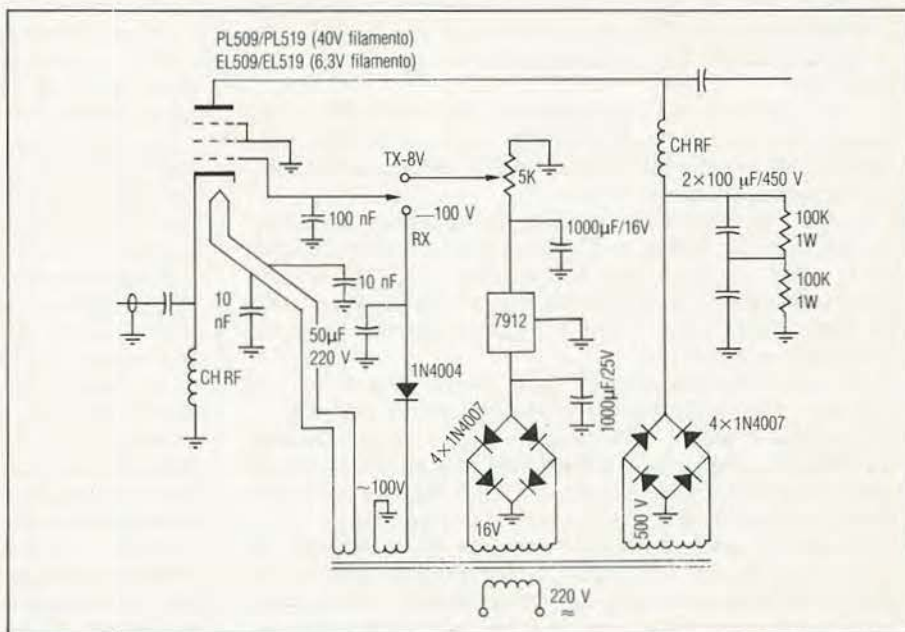 PL509/PL519 (40V filamento)
EL509/EL519 (6,3V filamento)
TX-8V
5K
CHRF
2×100 µF/450 V
100K
1W
100K
1W
100 nF
—100 V
RX
1000µF/16V
10 nF
10
nF
50µF
220 V
7912
1N4004
1000µF/25V
CHRF
4×1N4007
4×1N4007
~100V
16V
500 V
220 V
≈